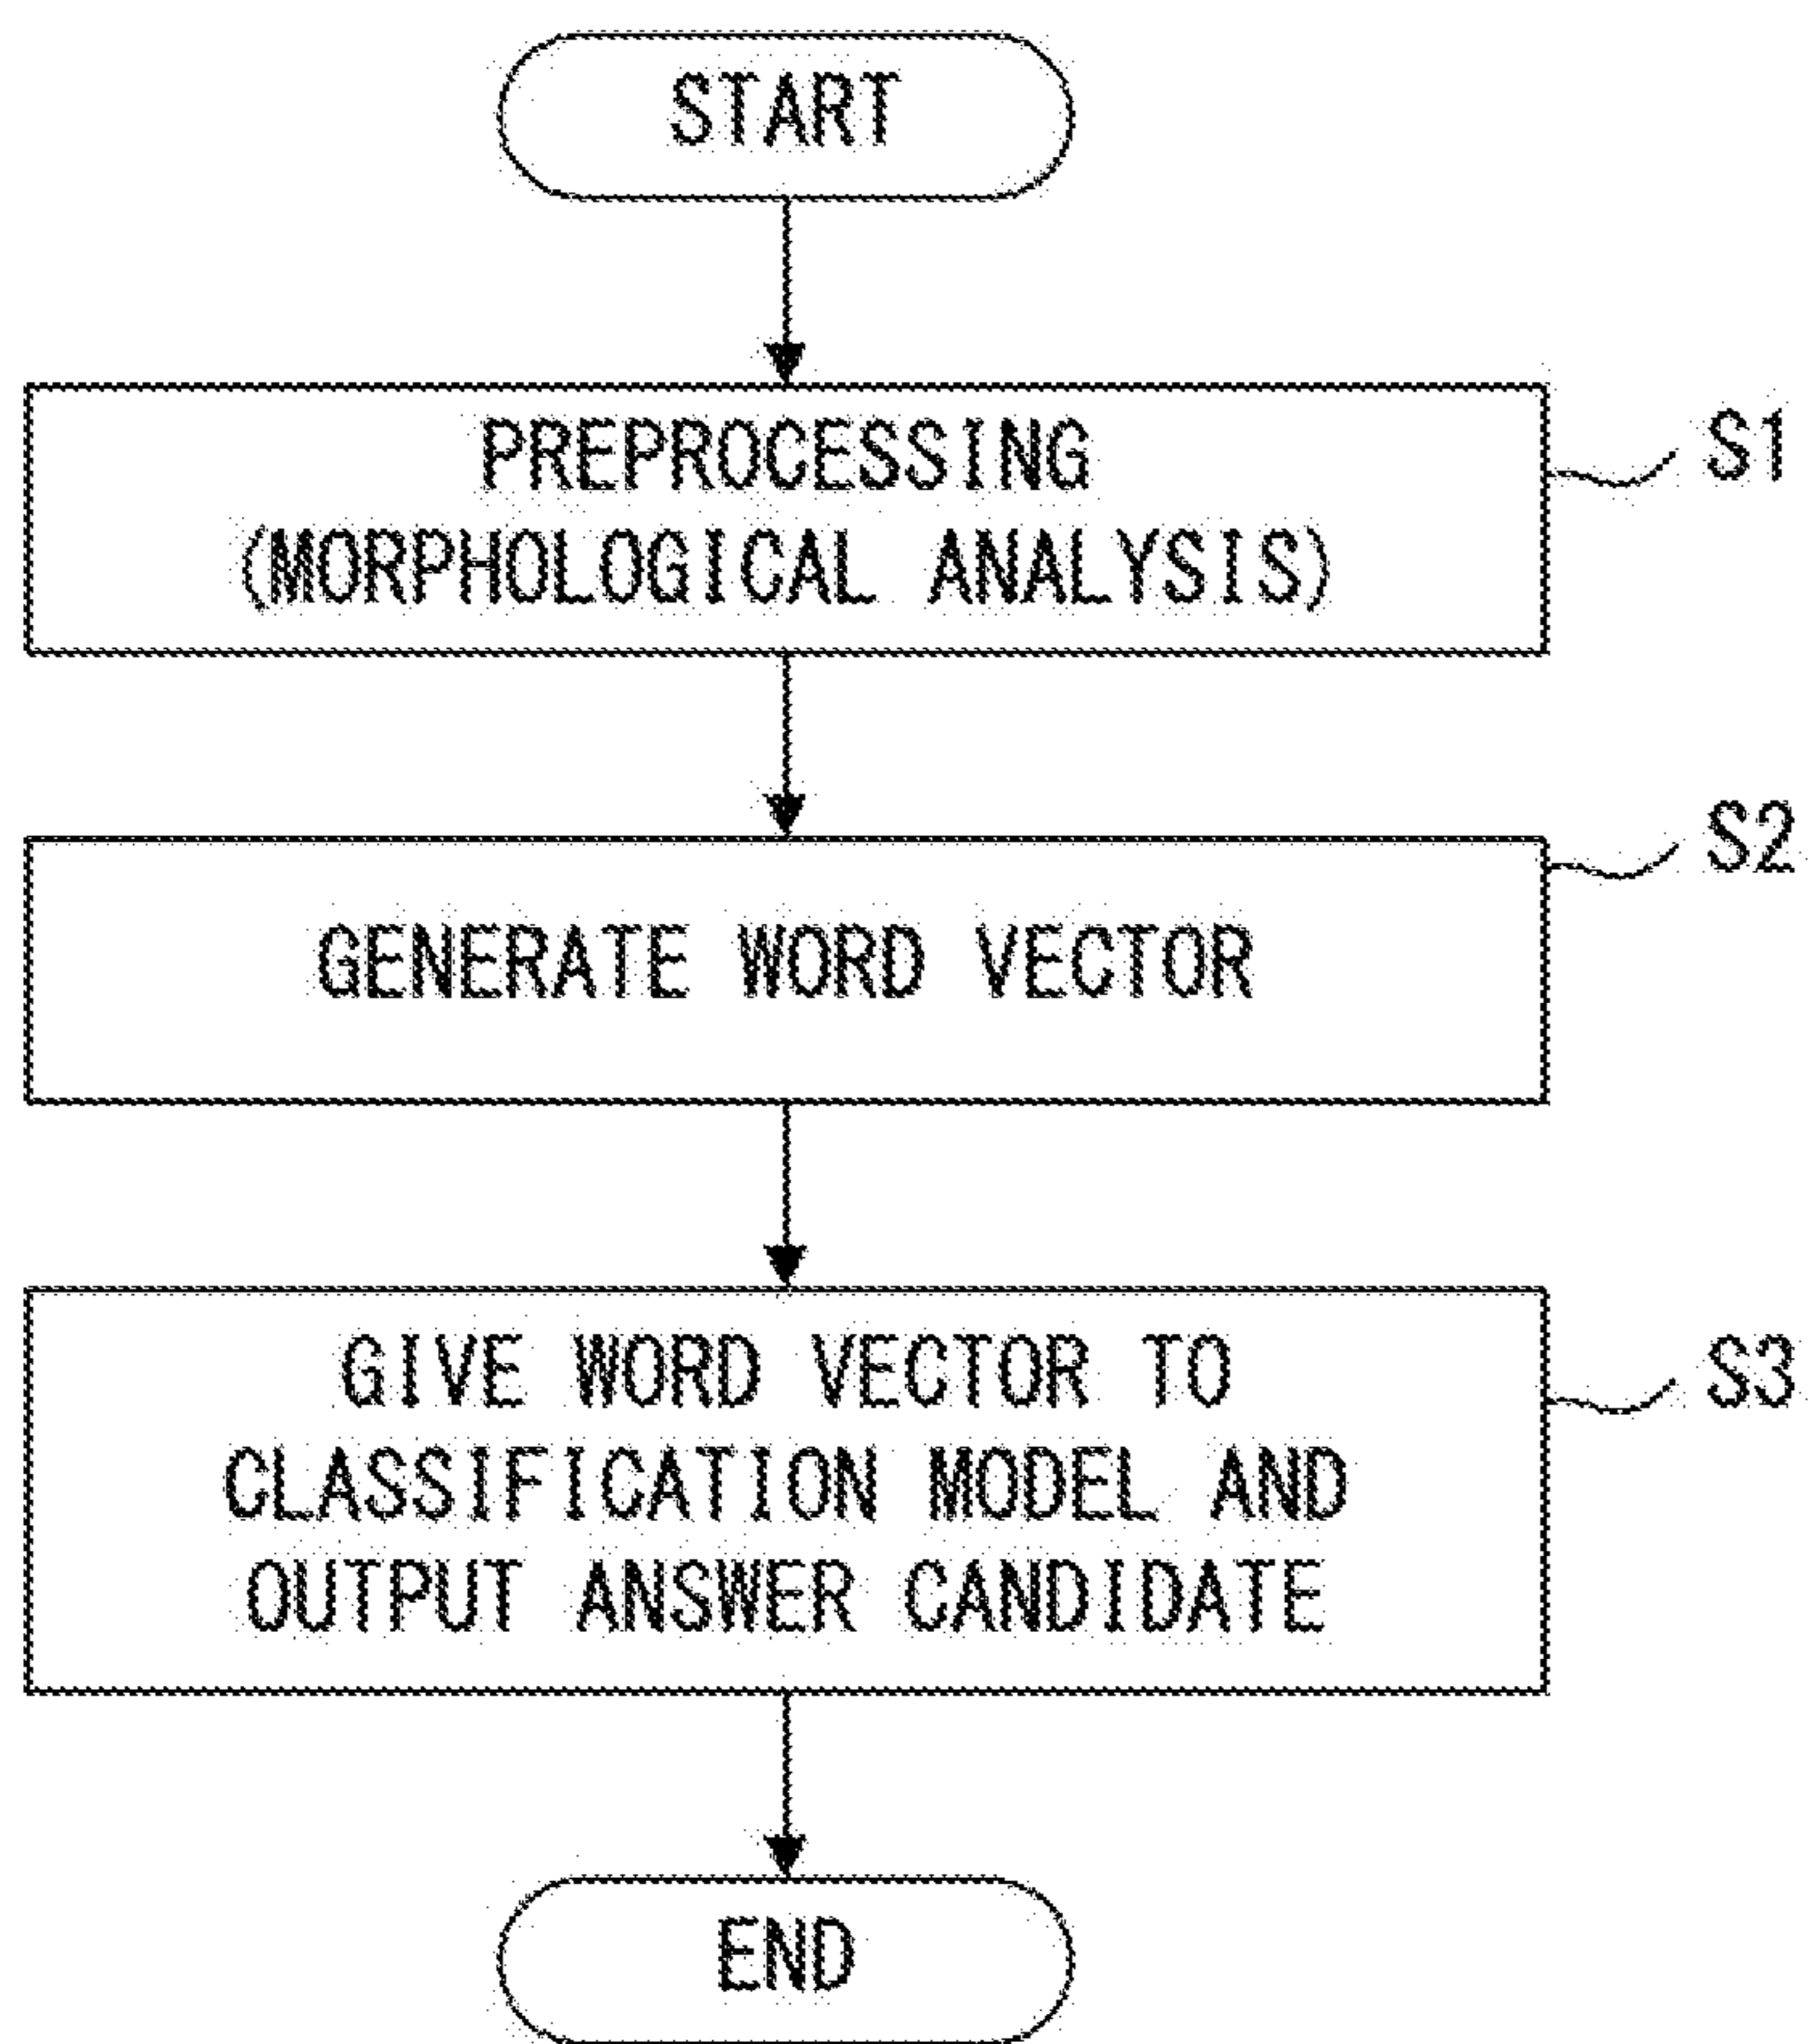 START
PREPROCESSING
(MORPHOLOGICAL ANALYSIS)
S1
GENERATE WORD VECTOR
S2
GIVE WORD VECTOR TO
CLASSIFICATION MODEL AND
OUTPUT ANSWER CANDIDATE
S3
END